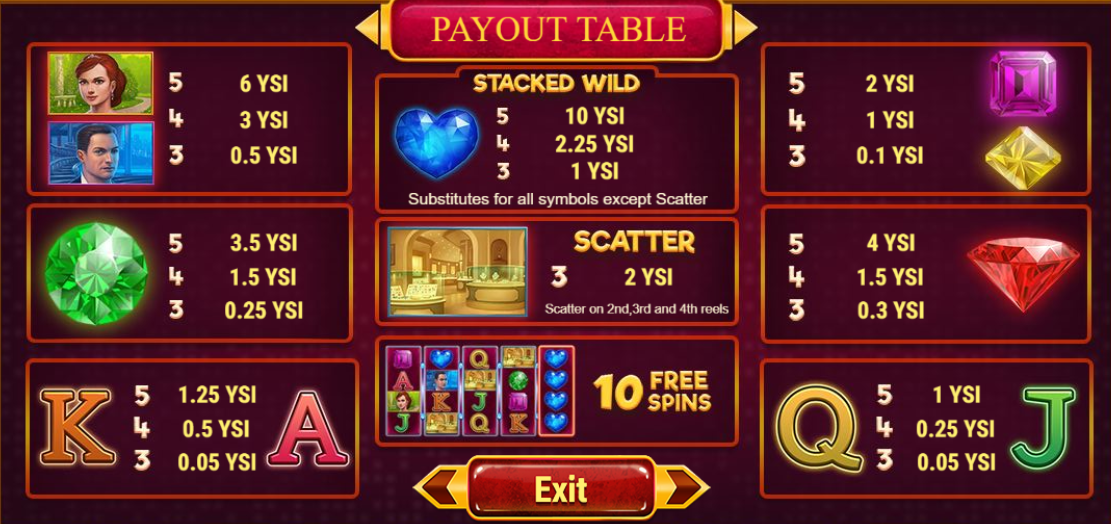 PAYOUT TABLE
5 6 YSI
4 3 YSI
3 0.5 YSI
STACKED WILD
5 10 YSI
4 2.25 YSI
3 1 YSI
Substitutes for all symbols except Scatter
5 2 YSI
4 1 YSI
3 0.1 YSI
5 3.5 YSI
4 1.5 YSI
3 0.25 YSI
SCATTER
3 2 YSI
Scatter on 2nd,3rd and 4th reels
5 4 YSI
4 1.5 YSI
3 0.3 YSI
K
5 1.25 YSI
4 0.5 YSI
3 0.05 YSI
A
Q
A
K
J
J
Q
K
10 FREE
SPINS
Q
5 1 YSI
4 0.25 YSI
3 0.05 YSI
J
Exit